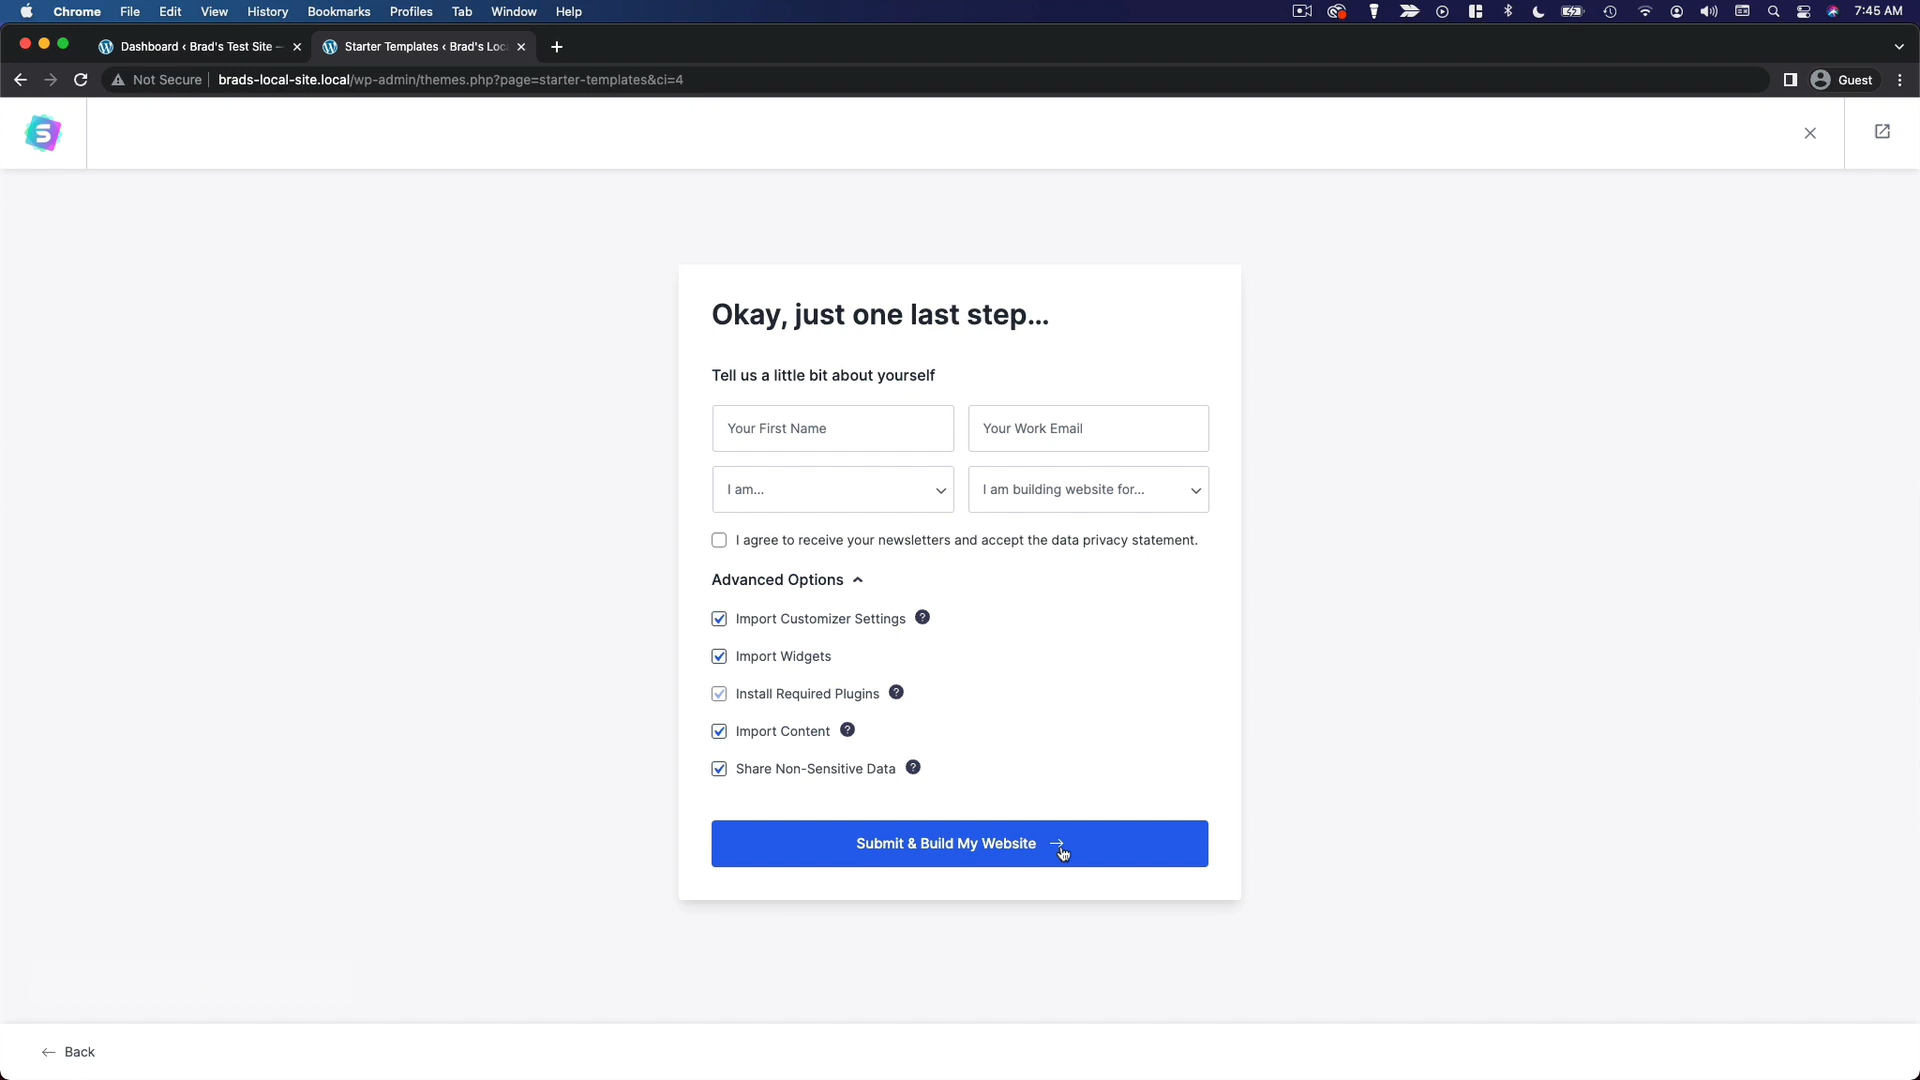 Chrome File Edit View History Bookmarks Profiles Tab Window Help 7:45 AM
Dashboard ‹ Brad's Test Site – Starter Templates ‹ Brad's Loc
Not Secure brads-local-site.local/wp-admin/themes.php?page=starter-templates&ci=4 Guest
S
Okay, just one last step...
Tell us a little bit about yourself
Your First Name Your Work Email
I am... I am building website for...
I agree to receive your newsletters and accept the data privacy statement.
Advanced Options
Import Customizer Settings ?
Import Widgets
Install Required Plugins ?
Import Content ?
Share Non-Sensitive Data ?
Submit & Build My Website →
← Back